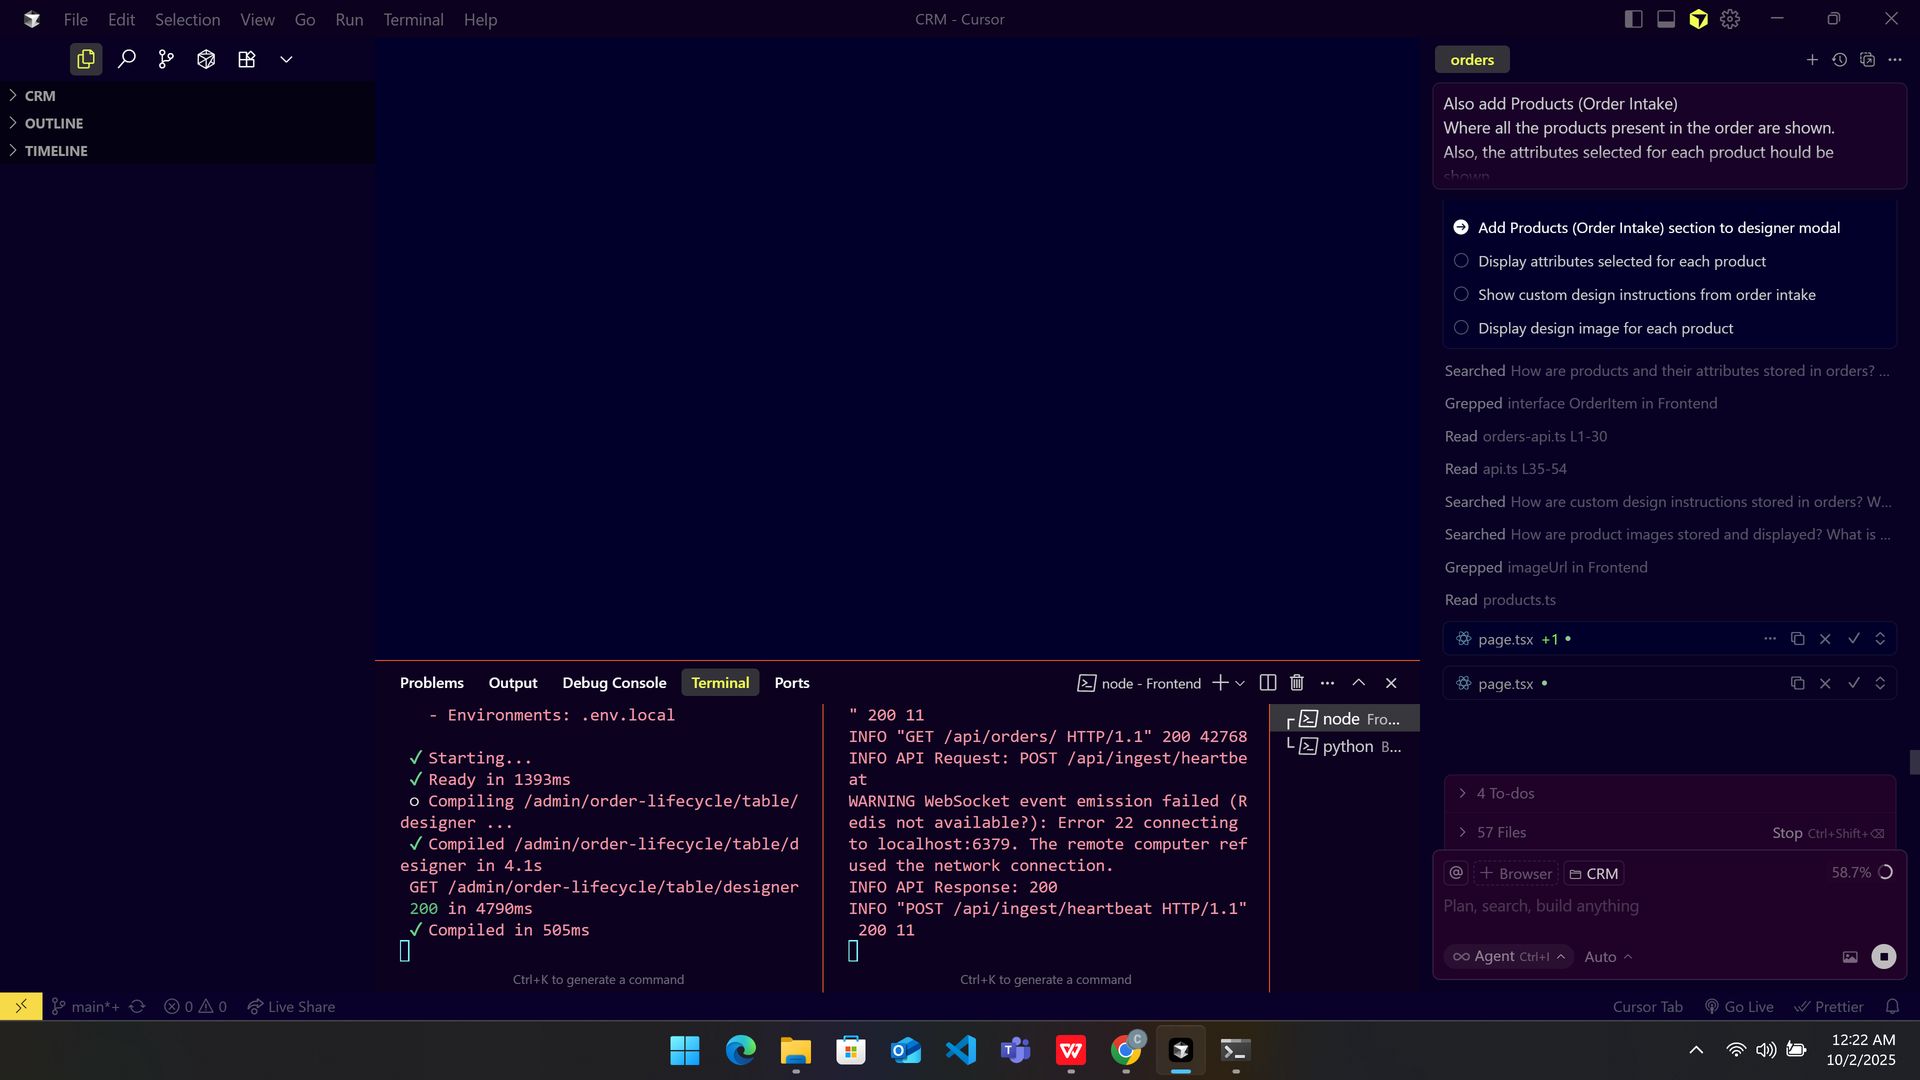 File Edit Selection View Go Run Terminal Help
CRM - Cursor
CRM
OUTLINE
TIMELINE
orders
Also add Products (Order Intake)
Where all the products present in the order are shown.
Also, the attributes selected for each product hould be
shown
Add Products (Order Intake) section to designer modal
Display attributes selected for each product
Show custom design instructions from order intake
Display design image for each product
Searched How are products and their attributes stored in orders? ...
Grepped interface OrderItem in Frontend
Read orders-api.ts L1-30
Read api.ts L35-54
Searched How are custom design instructions stored in orders? W...
Searched How are product images stored and displayed? What is ...
Grepped imageUrl in Frontend
Read products.ts
page.tsx +1 •
page.tsx •
4 To-dos
57 Files Stop Ctrl+Shift+⌫
@ + Browser CRM 58.7%
Plan, search, build anything
Agent Ctrl+I Auto
Problems Output Debug Console Terminal Ports
node - Frontend
- Environments: .env.local
✓ Starting...
✓ Ready in 1393ms
○ Compiling /admin/order-lifecycle/table/
designer ...
✓ Compiled /admin/order-lifecycle/table/d
esigner in 4.1s
GET /admin/order-lifecycle/table/designer
200 in 4790ms
✓ Compiled in 505ms
Ctrl+K to generate a command
" 200 11
INFO "GET /api/orders/ HTTP/1.1" 200 42768
INFO API Request: POST /api/ingest/heartbe
at
WARNING WebSocket event emission failed (R
edis not available?): Error 22 connecting
to localhost:6379. The remote computer ref
used the network connection.
INFO API Response: 200
INFO "POST /api/ingest/heartbeat HTTP/1.1"
200 11
Ctrl+K to generate a command
node Fro...
python B...
main*+ 0 0 Live Share
Cursor Tab Go Live Prettier
12:22 AM
10/2/2025